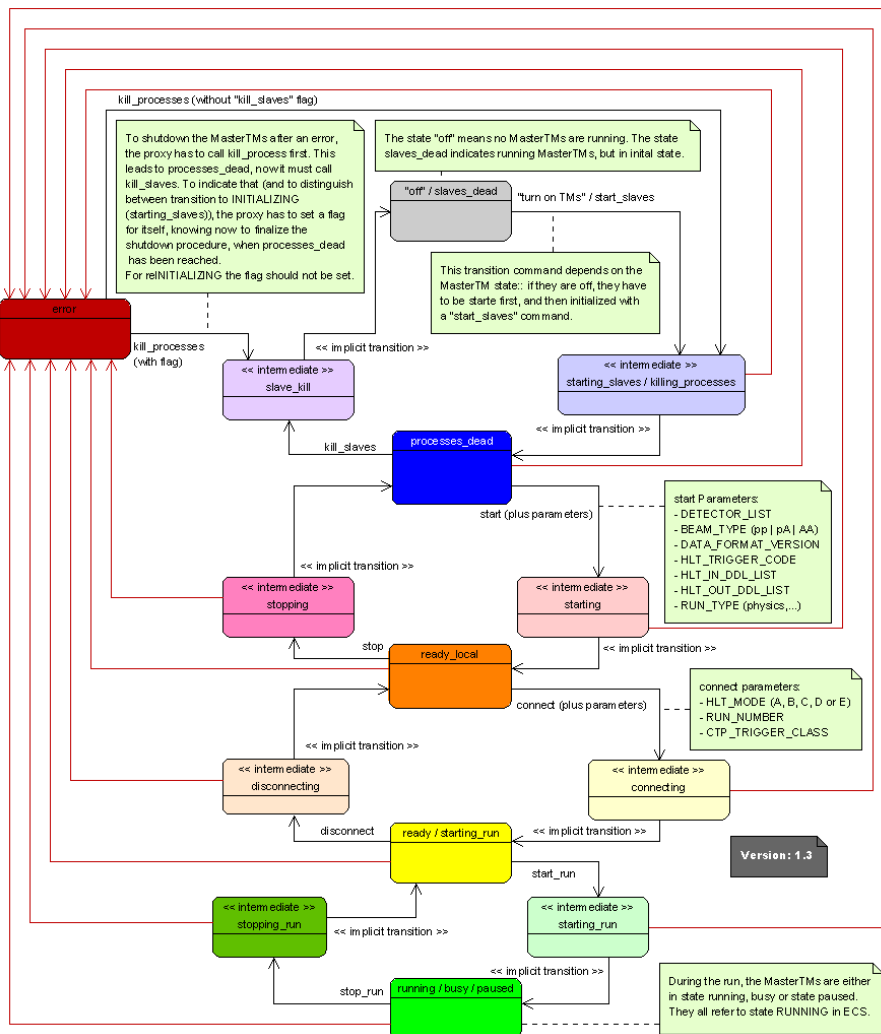 kill_processes (without "kill_slaves" flag)
To shutdown the MasterTMs after an error,
the proxy has to call kill_process first. This
leads to processes_dead, now it must call
kill_slaves. To indicate that (and to distinguish
between transition to INITIALIZING
(starting_slaves)), the proxy has to set a flag
for itself, knowing now to finalize the
shutdown procedure, when processes_dead
has been reached.
For reINITIALIZING the flag should not be set.
The state "off" means no MasterTMs are running. The state
slaves_dead indicates running MasterTMs, but in inital state.
"off" / slaves_dead
"turn on TMs" / start_slaves
This transition command depends on the
MasterTM state:: if they are off, they have
to be starte first, and then initialized with
a "start_slaves" command.
error
kill_processes
(with flag)
<< implicit transition >>
<< intermediate >>
slave_kill
<< intermediate >>
starting_slaves / killing_processes
<< implicit transition >>
kill_slaves
processes_dead
start (plus parameters)
start Parameters:
- DETECTOR_LIST
- BEAM_TYPE (pp | pA | AA)
- DATA_FORMAT_VERSION
- HLT_TRIGGER_CODE
- HLT_IN_DDL_LIST
- HLT_OUT_DDL_LIST
- RUN_TYPE (physics,...)
<< implicit transition >>
<< intermediate >>
stopping
<< intermediate >>
starting
stop
<< implicit transition >>
ready_local
connect (plus parameters)
connect parameters:
- HLT_MODE (A, B, C, D or E)
- RUN_NUMBER
- CTP_TRIGGER_CLASS
<< implicit transition >>
<< intermediate >>
disconnecting
<< intermediate >>
connecting
disconnect
ready / starting_run
<< implicit transition >>
Version: 1.3
start_run
<< intermediate >>
stopping_run
<< implicit transition >>
<< intermediate >>
starting_run
<< implicit transition >>
stop_run
running / busy / paused
During the run, the MasterTMs are either
in state running, busy or state paused.
They all refer to state RUNNING in ECS.